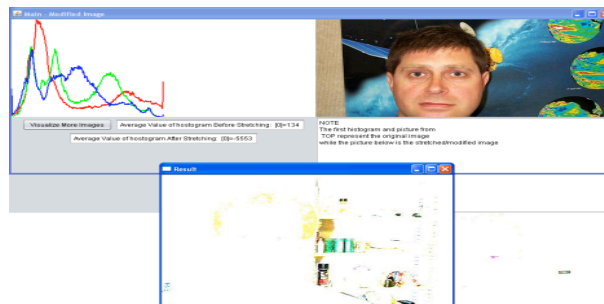 Main - Modified Image
Visualize More Images
Average Value of hostogram Before Stretching: [0]=134
Average Value of hostogram After Stretching: [0]=-5553
NOTE
The first histogram and picture from
TOP represent the original image
while the picture below is the stretched/modified image
Result